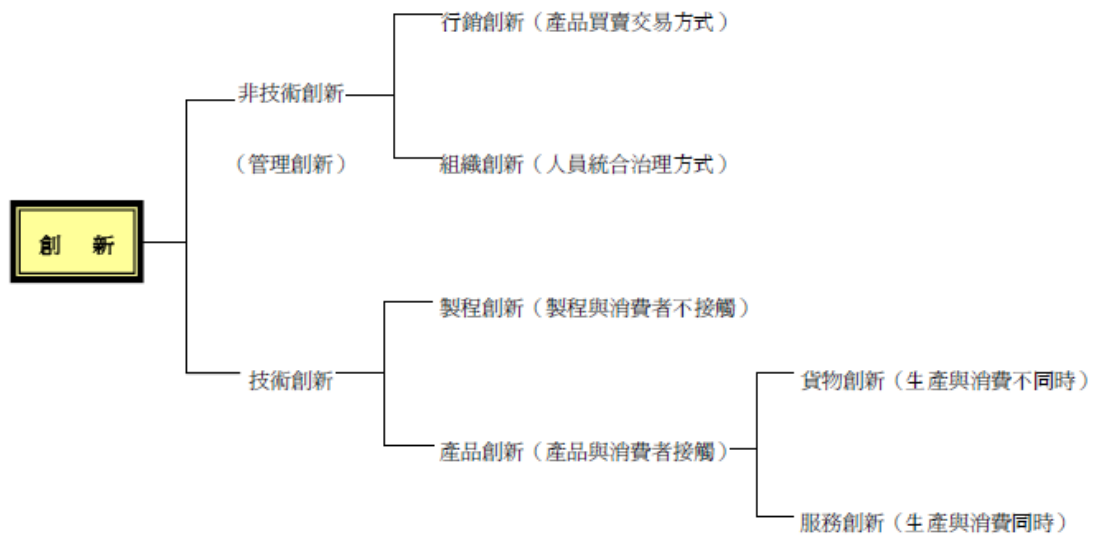 創 新
非技術創新
（管理創新）
行銷創新（產品買賣交易方式）
組織創新（人員統合治理方式）
技術創新
製程創新（製程與消費者不接觸）
產品創新（產品與消費者接觸）
貨物創新（生產與消費不同時）
服務創新（生產與消費同時）